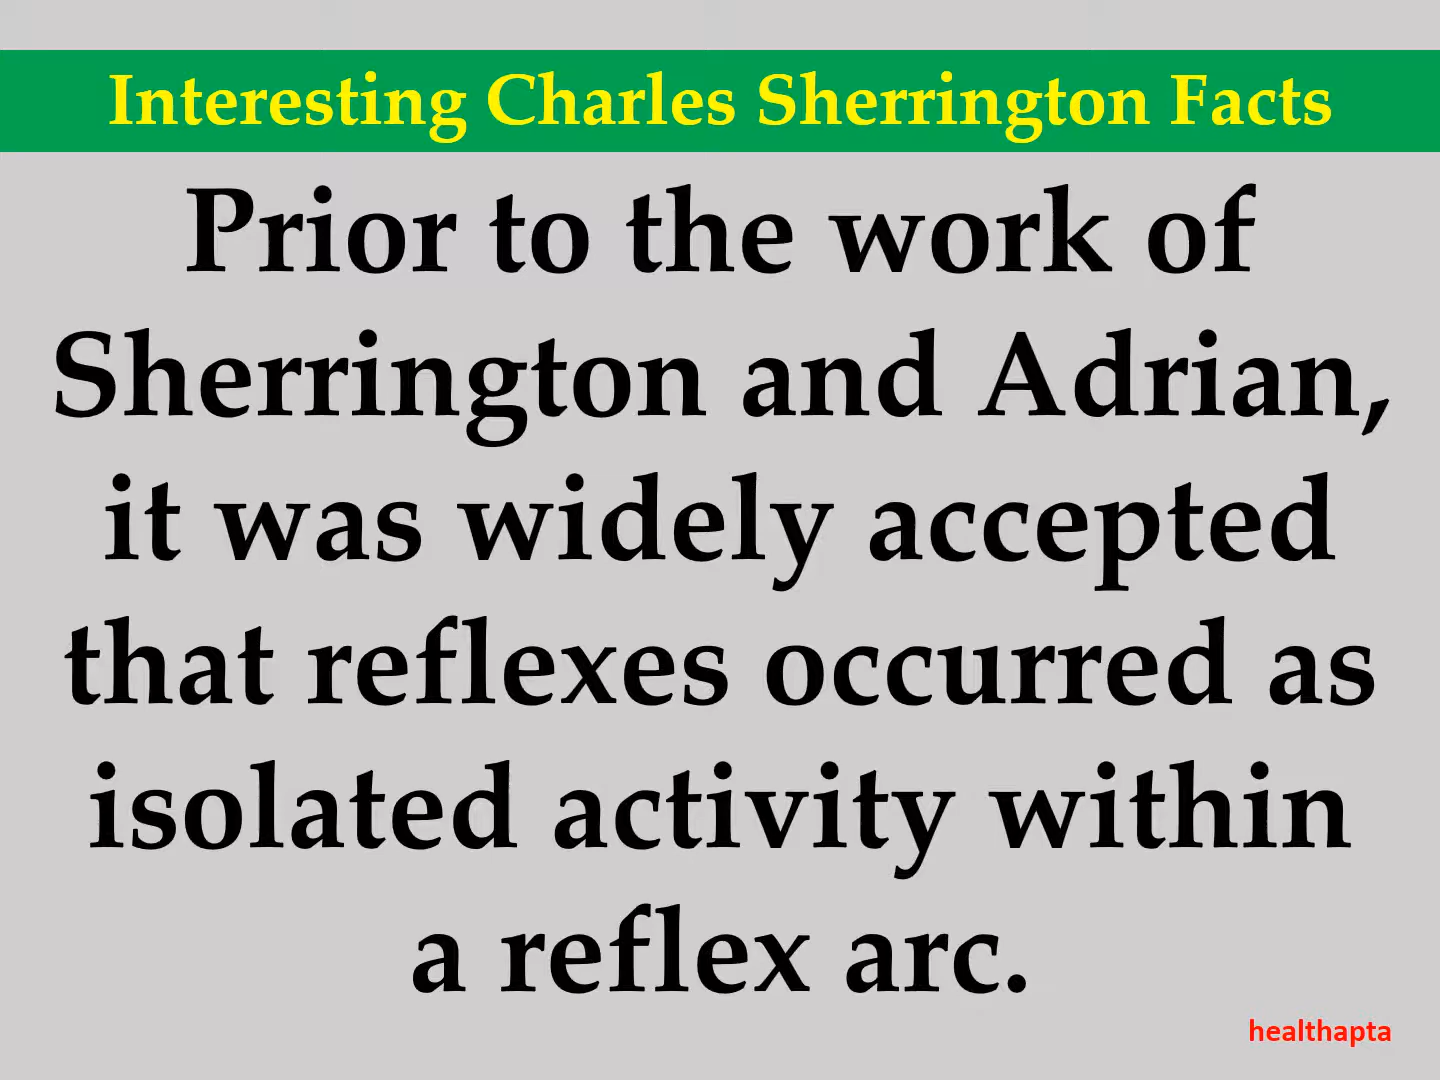 Interesting Charles Sherrington Facts
Prior to the work of
Sherrington and Adrian,
it was widely accepted
that reflexes occurred as
isolated activity within
a reflex arc.
healthapta